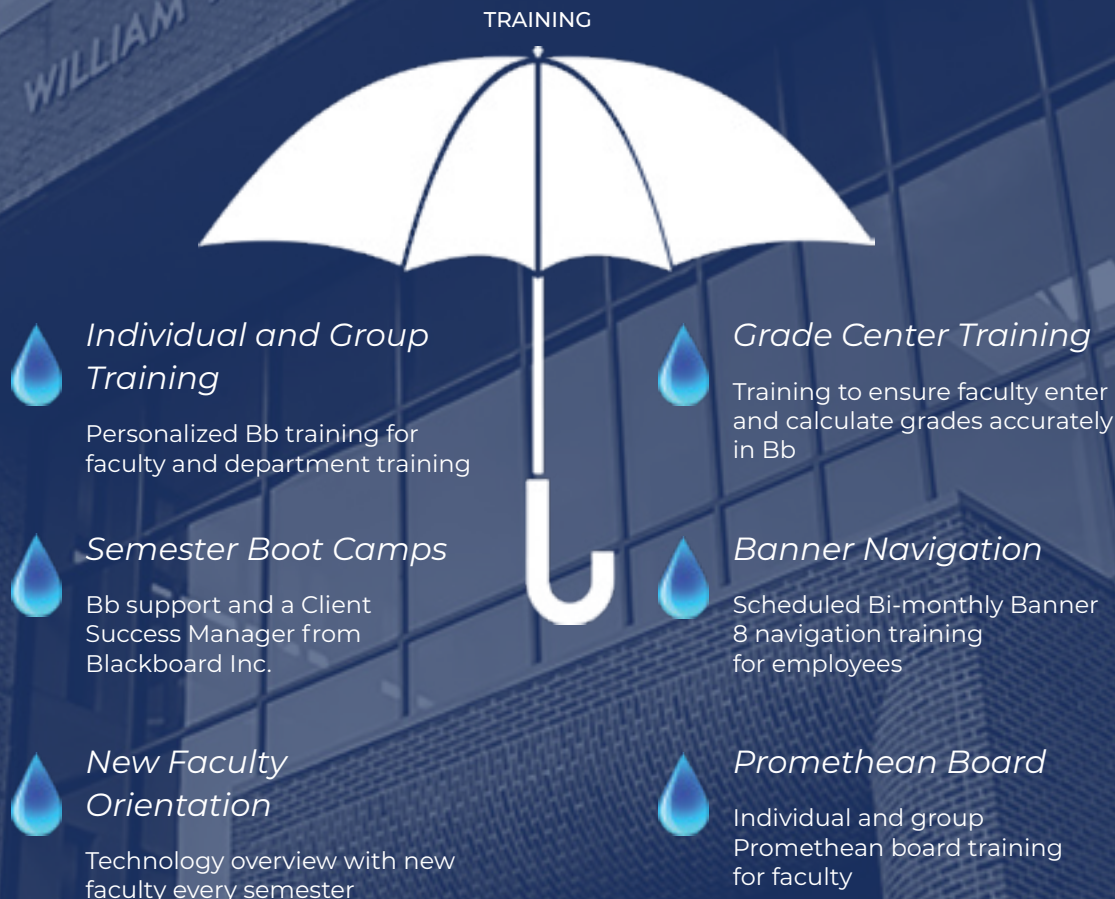 WILLIAM
TRAINING
Individual and Group
Training
Personalized Bb training for
faculty and department training
Semester Boot Camps
Bb support and a Client
Success Manager from
Blackboard Inc.
New Faculty
Orientation
Technology overview with new
faculty every semester
Grade Center Training
Training to ensure faculty enter
and calculate grades accurately
in Bb
Banner Navigation
Scheduled Bi-monthly Banner
8 navigation training
for employees
Promethean Board
Individual and group
Promethean board training
for faculty